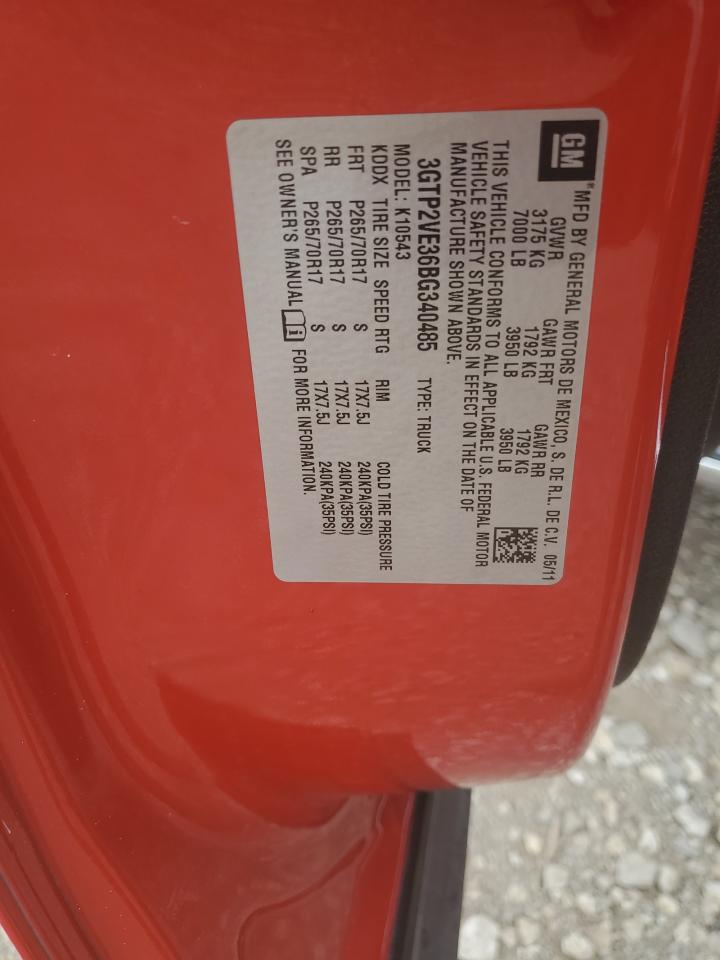 GM
®MFD BY GENERAL MOTORS DE MEXICO, S. DE R.L. DE C.V. 05/11
GVWR GAWR FRT GAWR RR
3175 KG 1792 KG 1792 KG
7000 LB 3950 LB 3950 LB
THIS VEHICLE CONFORMS TO ALL APPLICABLE U.S. FEDERAL MOTOR
VEHICLE SAFETY STANDARDS IN EFFECT ON THE DATE OF
MANUFACTURE SHOWN ABOVE.
3GTP2VE36BG340485 TYPE: TRUCK
MODEL: K10543
KDDX TIRE SIZE SPEED RTG RIM COLD TIRE PRESSURE
FRT P265/70R17 S 17X7.5J 240KPA(35PSI)
RR P265/70R17 S 17X7.5J 240KPA(35PSI)
SPA P265/70R17 S 17X7.5J 240KPA(35PSI)
SEE OWNER'S MANUAL i FOR MORE INFORMATION.